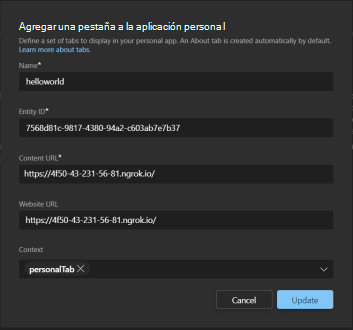 Agregar una pestaña a la aplicación personal
Define a set of tabs to display in your personal app. An About tab is created automatically by default.
Learn more about tabs.
Name*
helloworld
Entity ID*
7568d81c-9817-4380-94a2-c603ab7e7b37
Content URL*
https://4f50-43-231-56-81.ngrok.io/
Website URL
https://4f50-43-231-56-81.ngrok.io/
Context
personalTab
Cancel Update